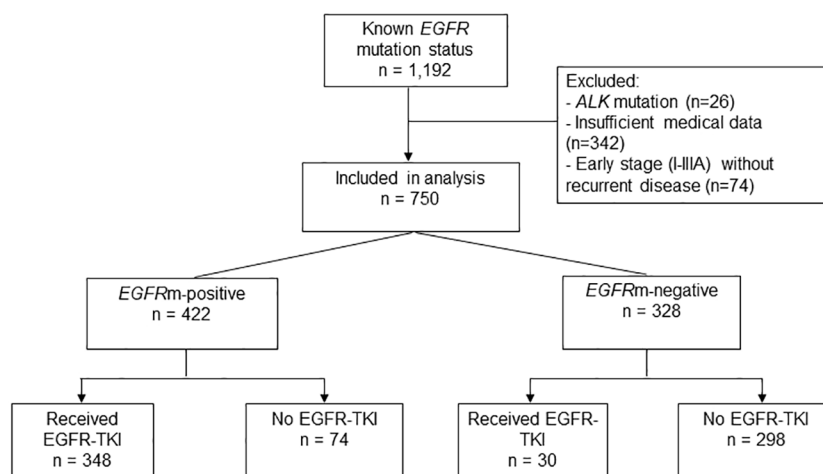 Known EGFR
mutation status
n = 1,192
Excluded:
- ALK mutation (n=26)
- Insufficient medical data
(n=342)
- Early stage (I-IIIA) without
recurrent disease (n=74)
Included in analysis
n = 750
EGFRm-positive
n = 422
EGFRm-negative
n = 328
Received
EGFR-TKI
n = 348
No EGFR-TKI
n = 74
Received EGFR-
TKI
n = 30
No EGFR-TKI
n = 298